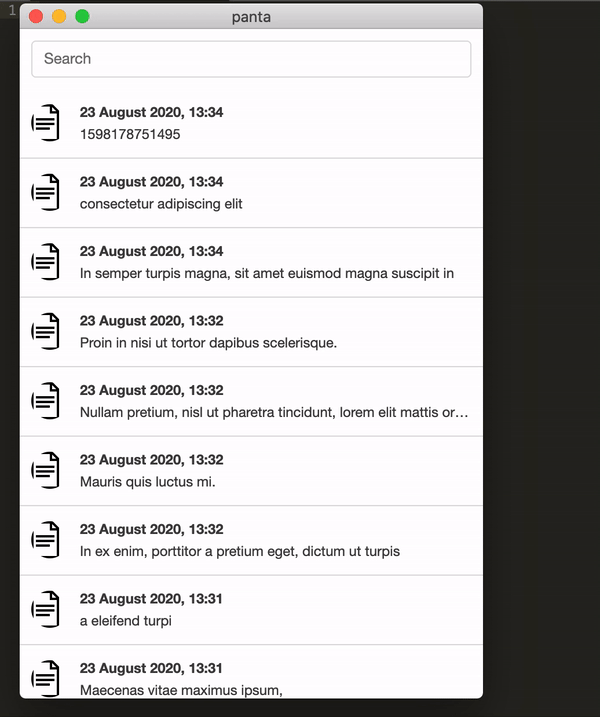 1
panta
Search
23 August 2020, 13:34
1598178751495
23 August 2020, 13:34
consectetur adipiscing elit
23 August 2020, 13:34
In semper turpis magna, sit amet euismod magna suscipit in
23 August 2020, 13:32
Proin in nisi ut tortor dapibus scelerisque.
23 August 2020, 13:32
Nullam pretium, nisl ut pharetra tincidunt, lorem elit mattis or…
23 August 2020, 13:32
Mauris quis luctus mi.
23 August 2020, 13:32
In ex enim, porttitor a pretium eget, dictum ut turpis
23 August 2020, 13:31
a eleifend turpi
23 August 2020, 13:31
Maecenas vitae maximus ipsum,